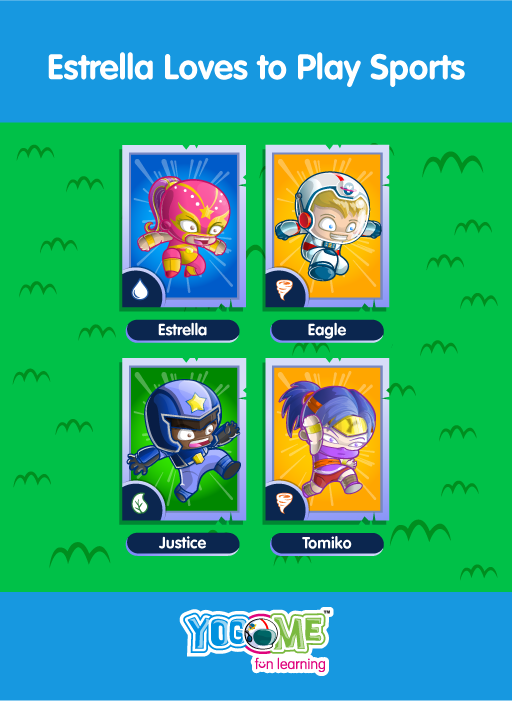 Estrella Loves to Play Sports
Estrella
Eagle
Justice
Tomiko
YOGOME™
fun learning